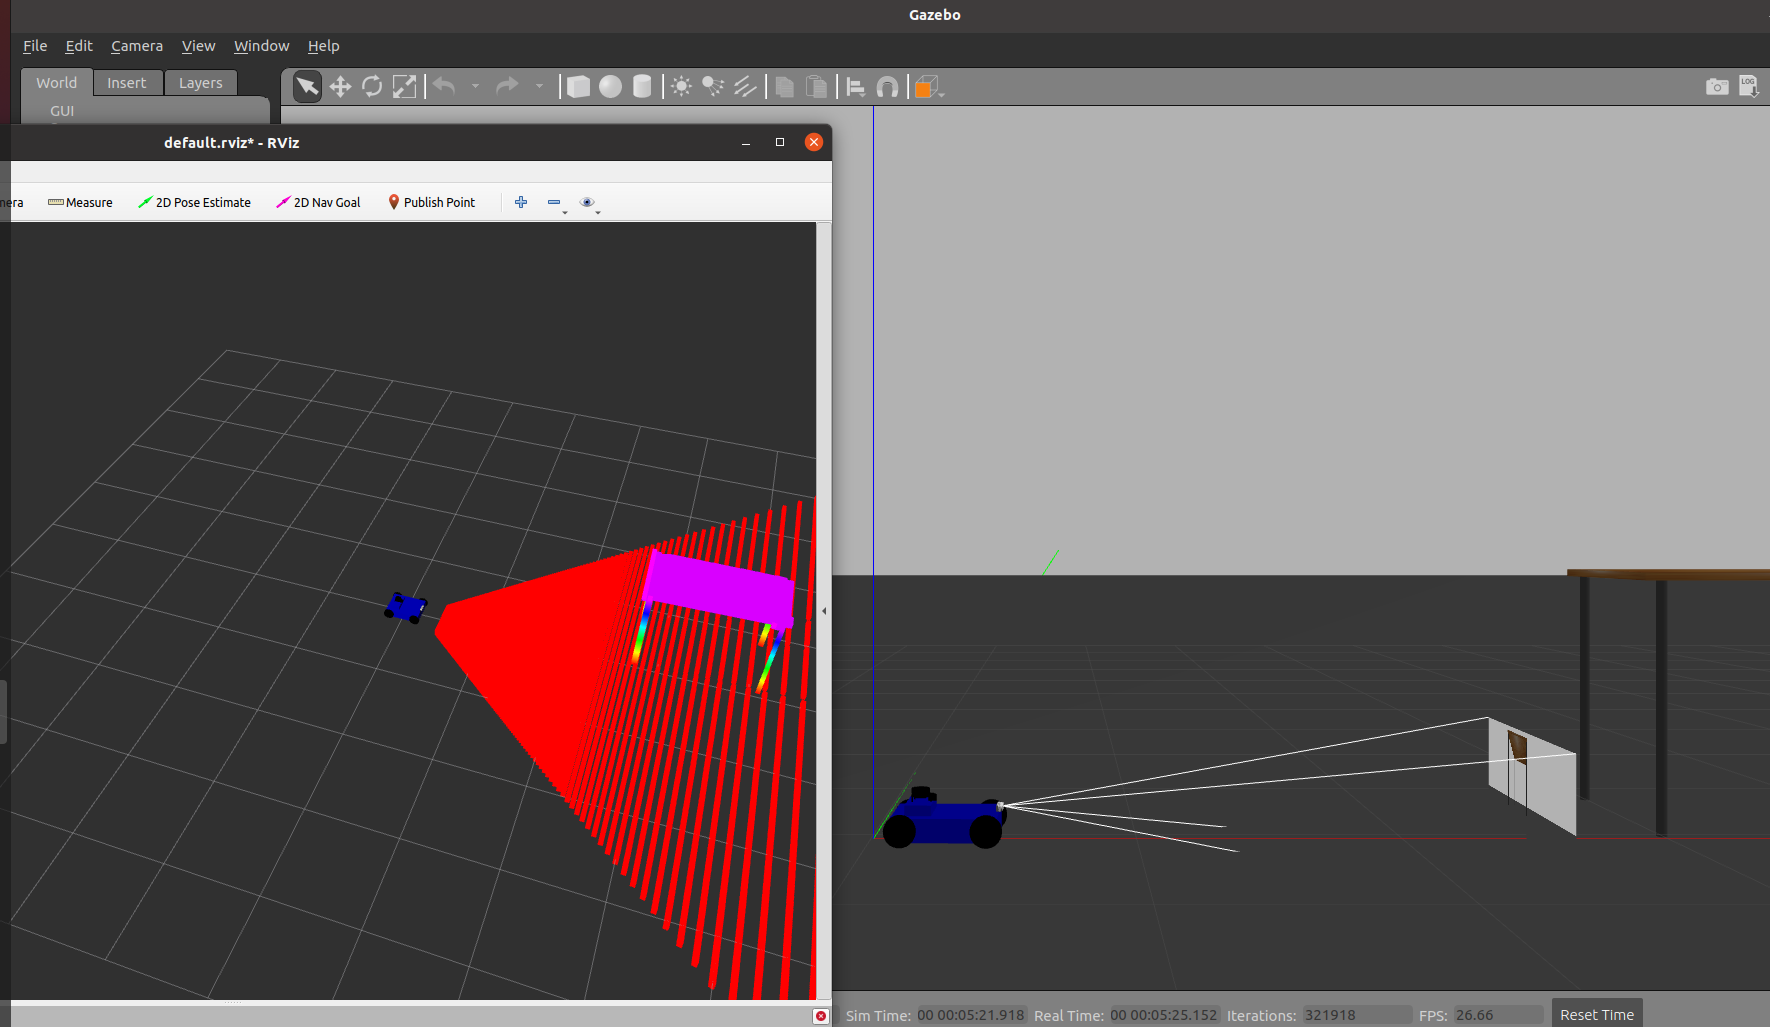 Gazebo
File Edit Camera View Window Help
World Insert Layers
GUI
LOG
default.rviz* - RViz
mera Measure 2D Pose Estimate 2D Nav Goal Publish Point
Sim Time: 00 00:05:21.918 Real Time: 00 00:05:25.152 Iterations: 321918 FPS: 26.66 Reset Time